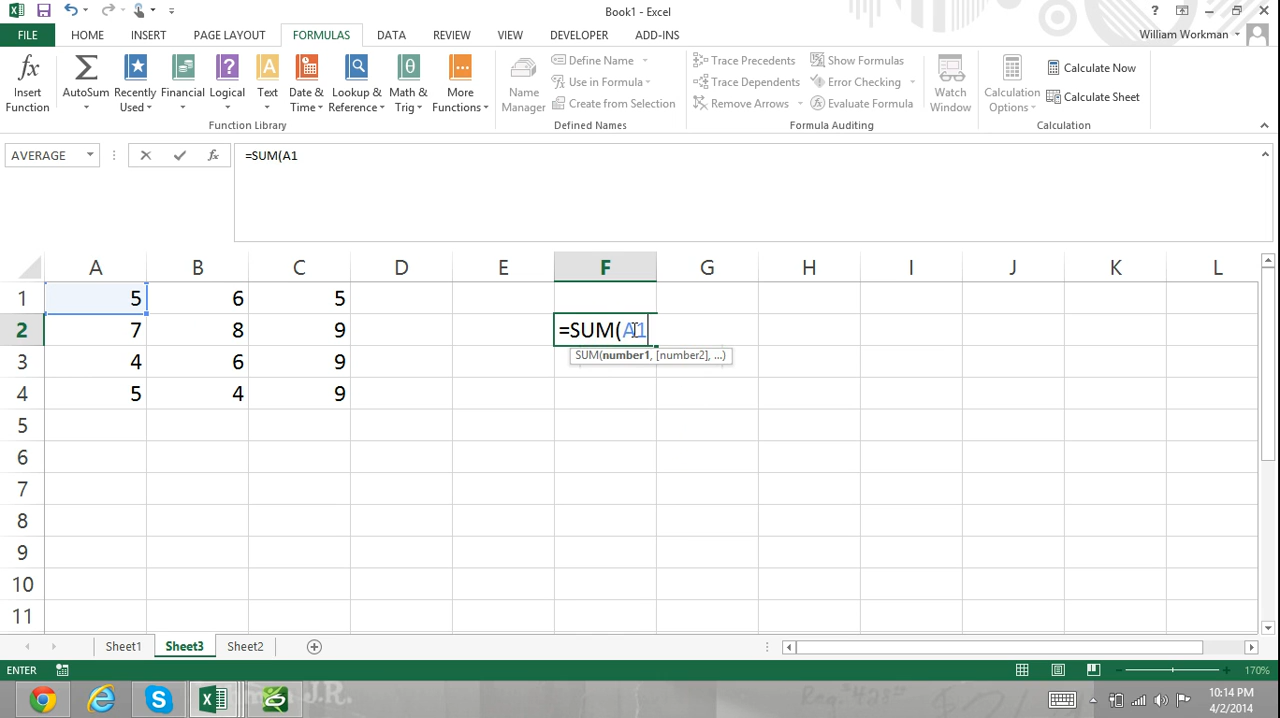 Book1 - Excel
FILE HOME INSERT PAGE LAYOUT FORMULAS DATA REVIEW VIEW DEVELOPER ADD-INS William Workman
Insert Function AutoSum Recently Used Financial Logical Text Date & Time Lookup & Reference Math & Trig More Functions
Function Library
Name Manager
Define Name
Use in Formula
Create from Selection
Defined Names
Trace Precedents Show Formulas
Trace Dependents Error Checking
Remove Arrows Evaluate Formula
Formula Auditing
Watch Window
Calculation Options
Calculate Now
Calculate Sheet
Calculation
AVERAGE fx =SUM(A1
A B C D E F G H I J K L
1 5 6 5
2 7 8 9 =SUM(A1
SUM(number1, [number2], ...)
3 4 6 9
4 5 4 9
5
6
7
8
9
10
11
Sheet1 Sheet3 Sheet2
ENTER 170%
10:14 PM
4/2/2014